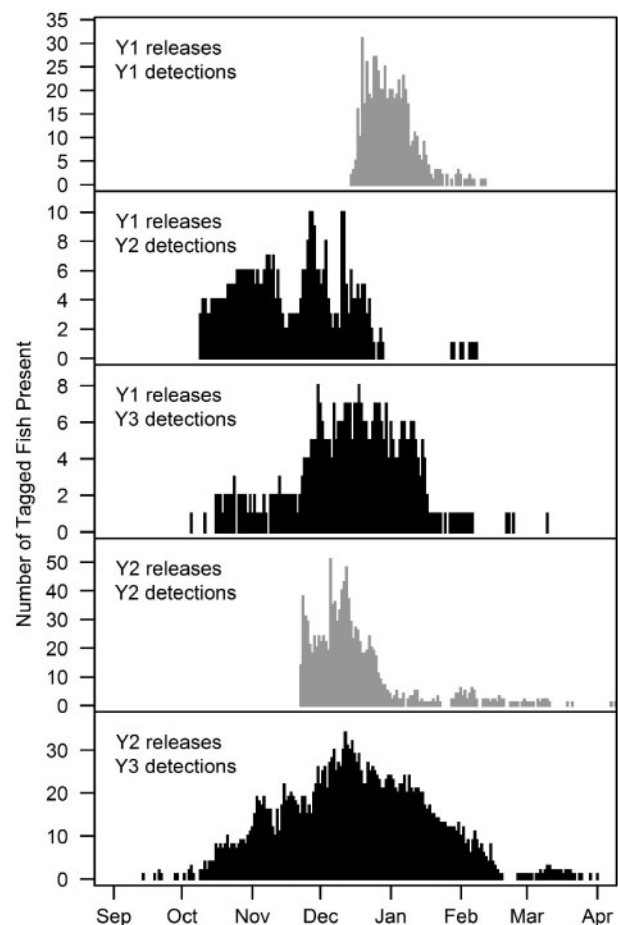 Number of Tagged Fish Present
Y1 releases
Y1 detections
35
30
25
20
15
10
5
0
Y1 releases
Y2 detections
10
8
6
4
2
0
Y1 releases
Y3 detections
8
6
4
2
0
Y2 releases
Y2 detections
50
40
30
20
10
0
Y2 releases
Y3 detections
30
20
10
0
Sep Oct Nov Dec Jan Feb Mar Apr